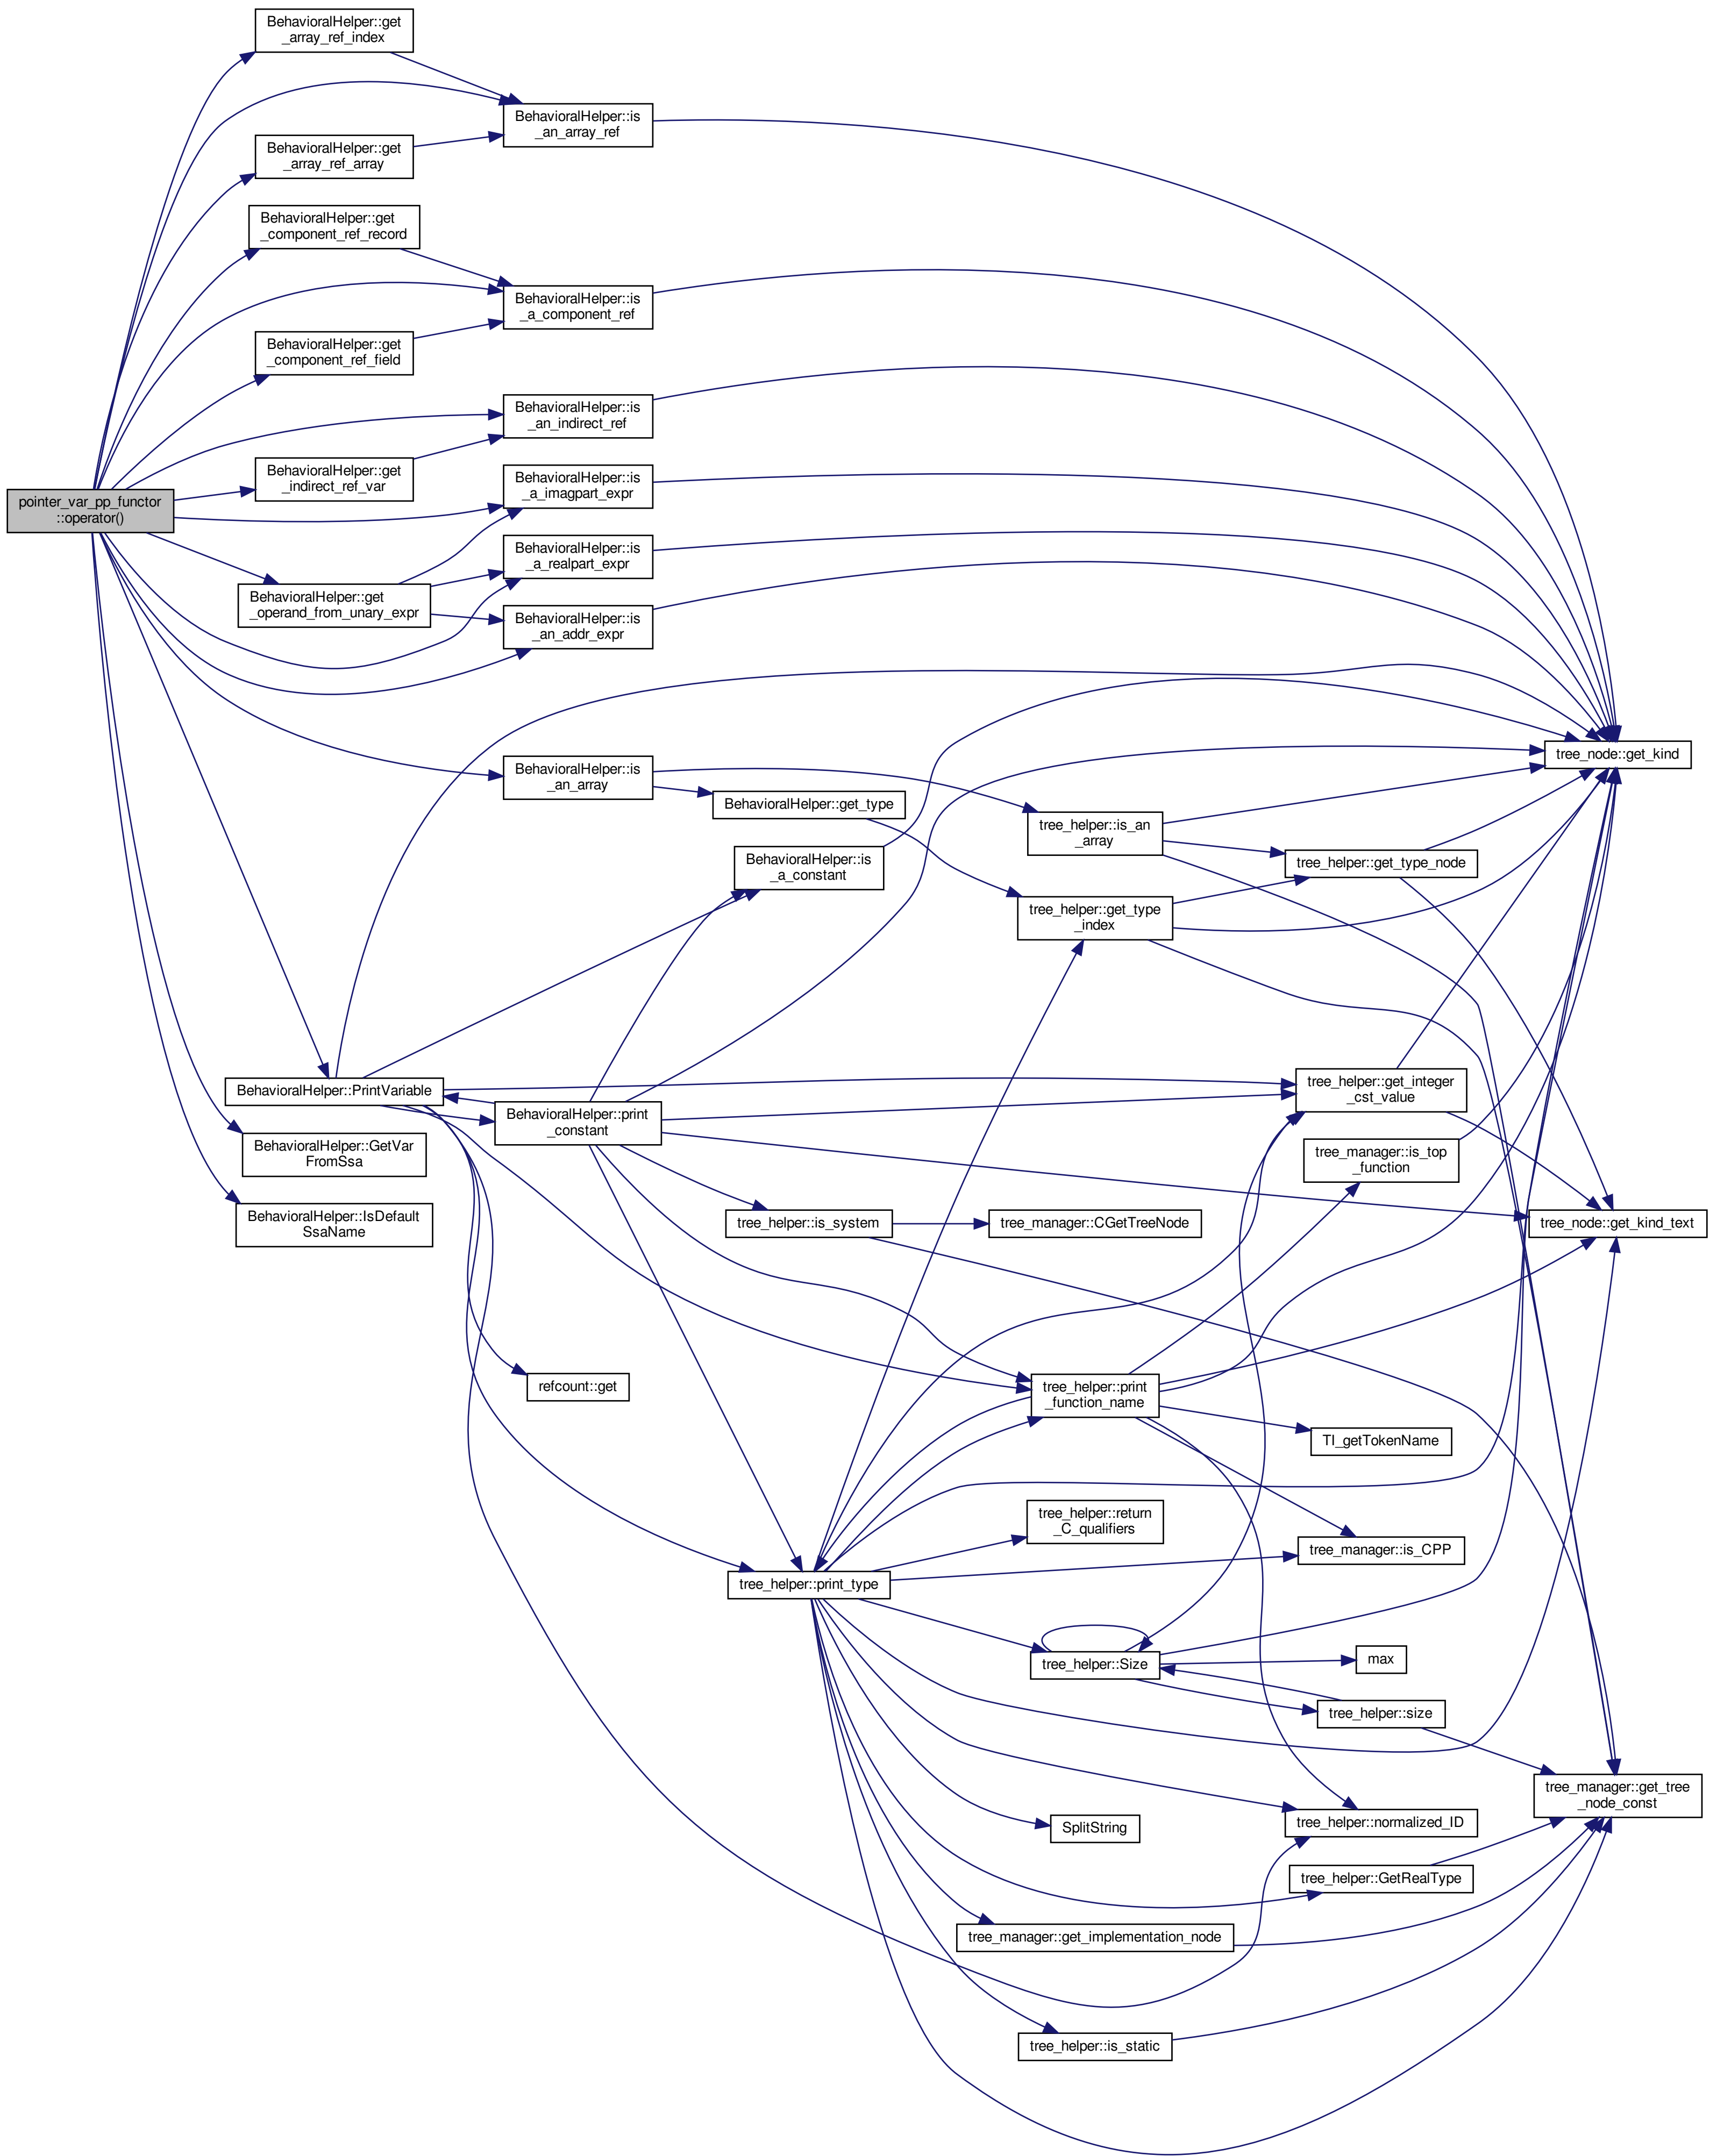 BehavioralHelper::get
_array_ref_index
BehavioralHelper::is
_an_array_ref
BehavioralHelper::get
_array_ref_array
BehavioralHelper::get
_component_ref_record
BehavioralHelper::is
_a_component_ref
BehavioralHelper::get
_component_ref_field
BehavioralHelper::is
_an_indirect_ref
BehavioralHelper::get
_indirect_ref_var
BehavioralHelper::is
_a_imagpart_expr
pointer_var_pp_functor
::operator()
BehavioralHelper::is
_a_realpart_expr
BehavioralHelper::get
_operand_from_unary_expr
BehavioralHelper::is
_an_addr_expr
tree_node::get_kind
BehavioralHelper::is
_an_array
BehavioralHelper::get_type
tree_helper::is_an
_array
BehavioralHelper::is
_a_constant
tree_helper::get_type_node
tree_helper::get_type
_index
BehavioralHelper::PrintVariable
tree_helper::get_integer
_cst_value
BehavioralHelper::print
_constant
BehavioralHelper::GetVar
FromSsa
tree_manager::is_top
_function
BehavioralHelper::IsDefault
SsaName
tree_helper::is_system
tree_manager::CGetTreeNode
tree_node::get_kind_text
refcount::get
tree_helper::print
_function_name
TI_getTokenName
tree_helper::return
_C_qualifiers
tree_manager::is_CPP
tree_helper::print_type
tree_helper::Size
max
tree_helper::size
tree_manager::get_tree
_node_const
SplitString
tree_helper::normalized_ID
tree_helper::GetRealType
tree_manager::get_implementation_node
tree_helper::is_static